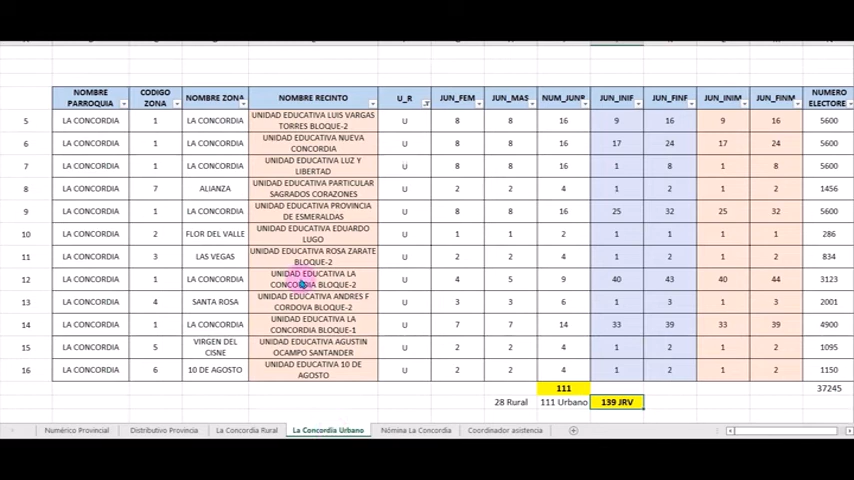 NOMBRE PARROQUIA CODIGO ZONA NOMBRE ZONA NOMBRE RECINTO U_R JUN_FEM JUN_MAS NUM_JUNR JUN_INIF JUN_FINF JUN_INIM JUN_FINM NUMERO ELECTORE
5 LA CONCORDIA 1 LA CONCORDIA UNIDAD EDUCATIVA LUIS VARGAS TORRES BLOQUE-2 U 8 8 16 9 16 9 16 5600
6 LA CONCORDIA 1 LA CONCORDIA UNIDAD EDUCATIVA NUEVA CONCORDIA U 8 8 16 17 24 17 24 5600
7 LA CONCORDIA 1 LA CONCORDIA UNIDAD EDUCATIVA LUZ Y LIBERTAD U 8 8 16 1 8 1 8 5600
8 LA CONCORDIA 7 ALIANZA UNIDAD EDUCATIVA PARTICULAR SAGRADOS CORAZONES U 2 2 4 1 2 1 2 1456
9 LA CONCORDIA 1 LA CONCORDIA UNIDAD EDUCATIVA PROVINCIA DE ESMERALDAS U 8 8 16 25 32 25 32 5600
10 LA CONCORDIA 2 FLOR DEL VALLE UNIDAD EDUCATIVA EDUARDO LUGO U 1 1 2 1 1 1 1 286
11 LA CONCORDIA 3 LAS VEGAS UNIDAD EDUCATIVA ROSA ZARATE BLOQUE-2 U 2 2 4 1 2 1 2 834
12 LA CONCORDIA 1 LA CONCORDIA UNIDAD EDUCATIVA LA CONCORDIA BLOQUE-2 U 4 5 9 40 43 40 44 3123
13 LA CONCORDIA 4 SANTA ROSA UNIDAD EDUCATIVA ANDRES F CORDOVA BLOQUE-2 U 3 3 6 1 3 1 3 2001
14 LA CONCORDIA 1 LA CONCORDIA UNIDAD EDUCATIVA LA CONCORDIA BLOQUE-1 U 7 7 14 33 39 33 39 4900
15 LA CONCORDIA 5 VIRGEN DEL CISNE UNIDAD EDUCATIVA AGUSTIN OCAMPO SANTANDER U 2 2 4 1 2 1 2 1095
16 LA CONCORDIA 6 10 DE AGOSTO UNIDAD EDUCATIVA 10 DE AGOSTO U 2 2 4 1 2 1 2 1150
111 37245
28 Rural 111 Urbano 139 JRV
Numérico Provincial Distributivo Provincia La Concordia Rural La Concordia Urbano Nómina La Concordia Coordinador asistencia